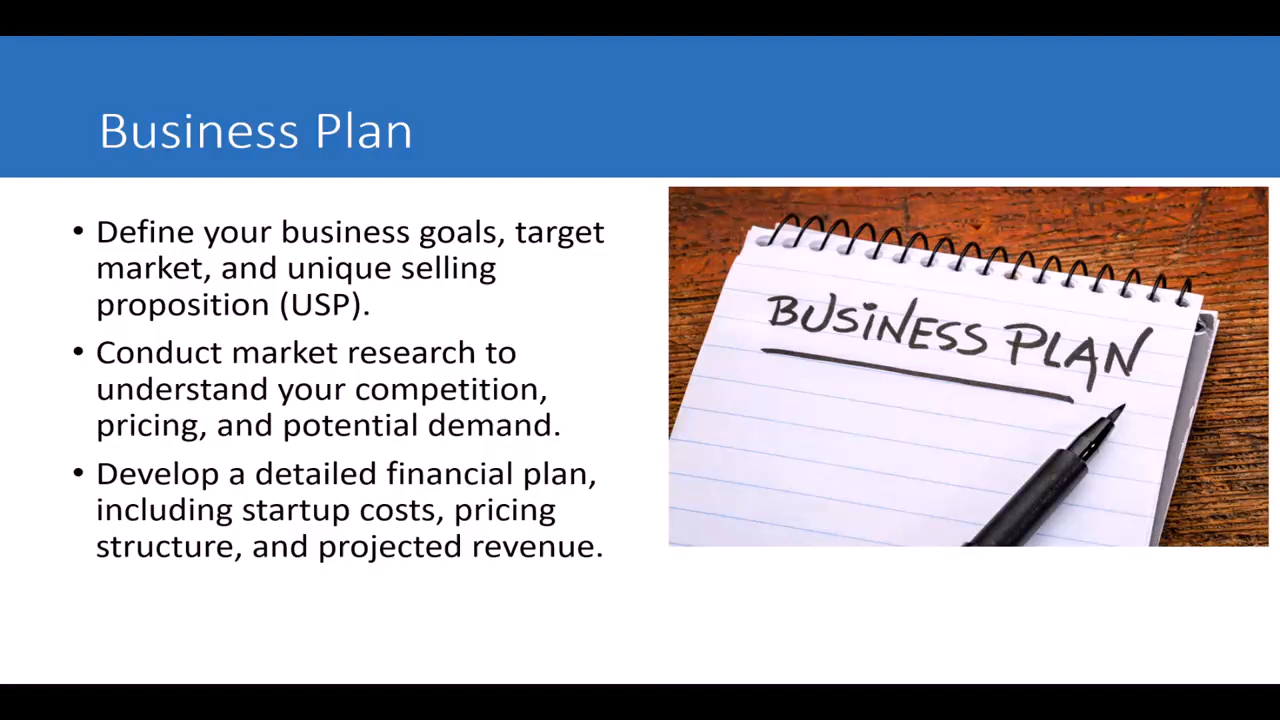 Business Plan
• Define your business goals, target
market, and unique selling
proposition (USP).
• Conduct market research to
understand your competition,
pricing, and potential demand.
• Develop a detailed financial plan,
including startup costs, pricing
structure, and projected revenue.
BUSINESS PLAN